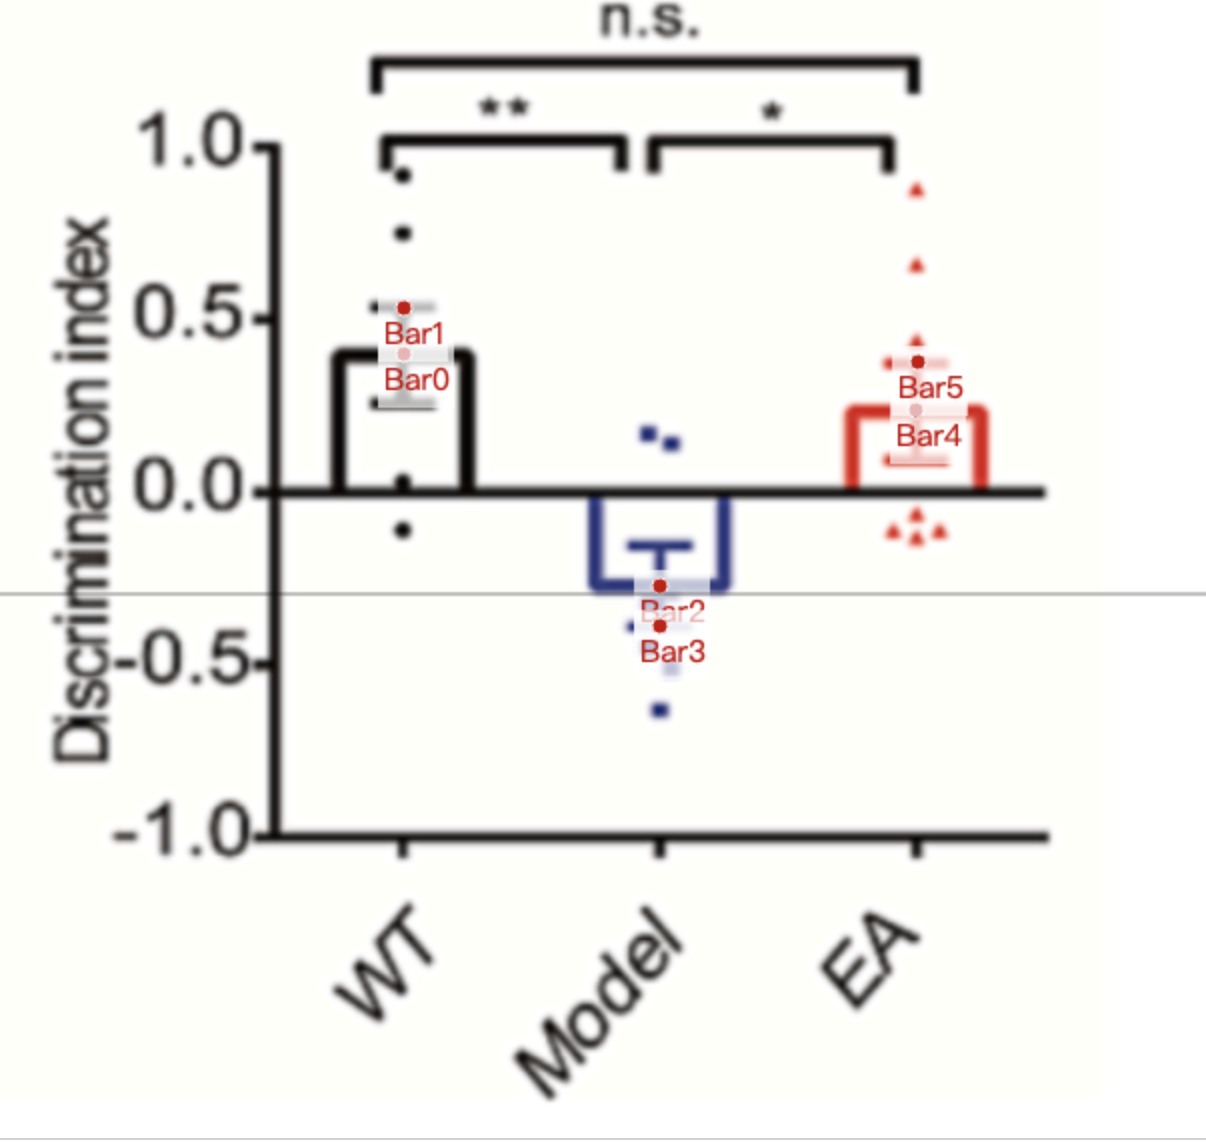 n.s.
** *
1.0
0.5
0.0
-0.5
-1.0
Discrimination index
Bar1
Bar0
Bar5
Bar4
Bar2
Bar3
WT
Model
EA